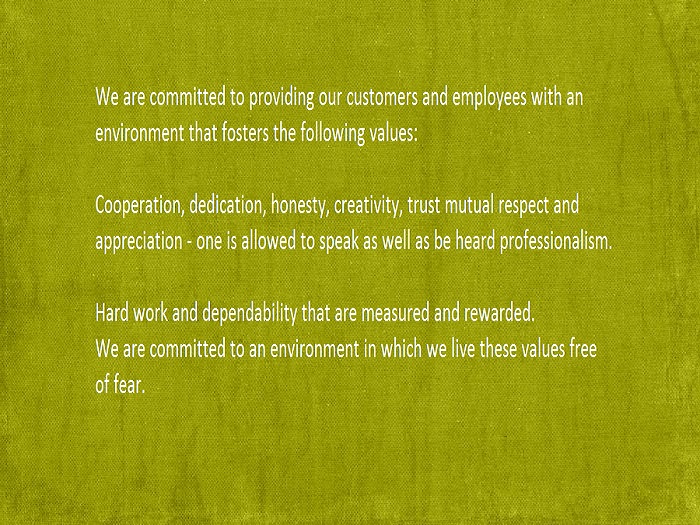 We are committed to providing our customers and employees with an
environment that fosters the following values:
Cooperation, dedication, honesty, creativity, trust mutual respect and
appreciation - one is allowed to speak as well as be heard professionalism.
Hard work and dependability that are measured and rewarded.
We are committed to an environment in which we live these values free
of fear.